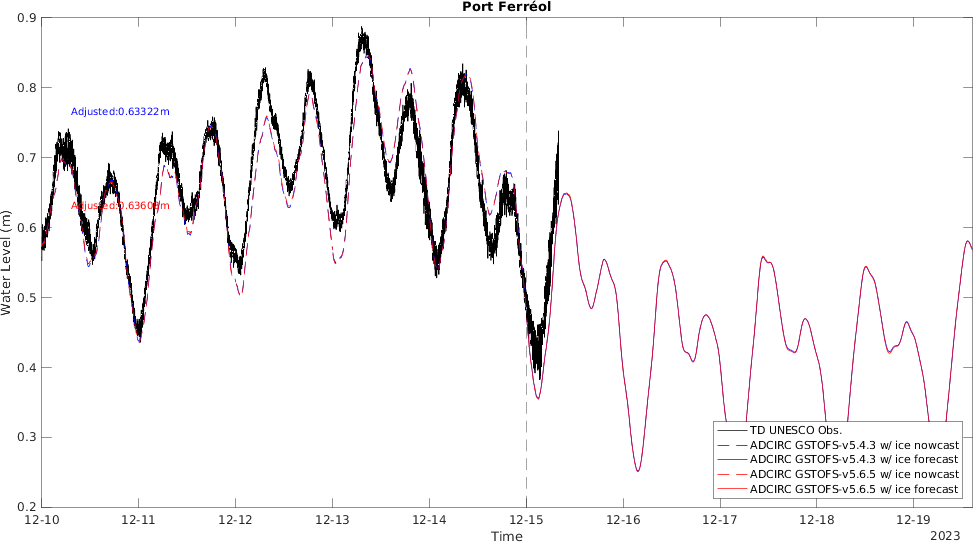 Port Ferréol
0.9
0.8
0.7
0.6
0.5
0.4
0.3
0.2
Water Level (m)
Adjusted:0.63322m
TD UNESCO Obs.
ADCIRC GSTOFS-v5.4.3 w/ ice nowcast
ADCIRC GSTOFS-v5.4.3 w/ ice forecast
ADCIRC GSTOFS-v5.6.5 w/ ice nowcast
ADCIRC GSTOFS-v5.6.5 w/ ice forecast
12-10 12-11 12-12 12-13 12-14 12-15 12-16 12-17 12-18 12-19
Time
2023